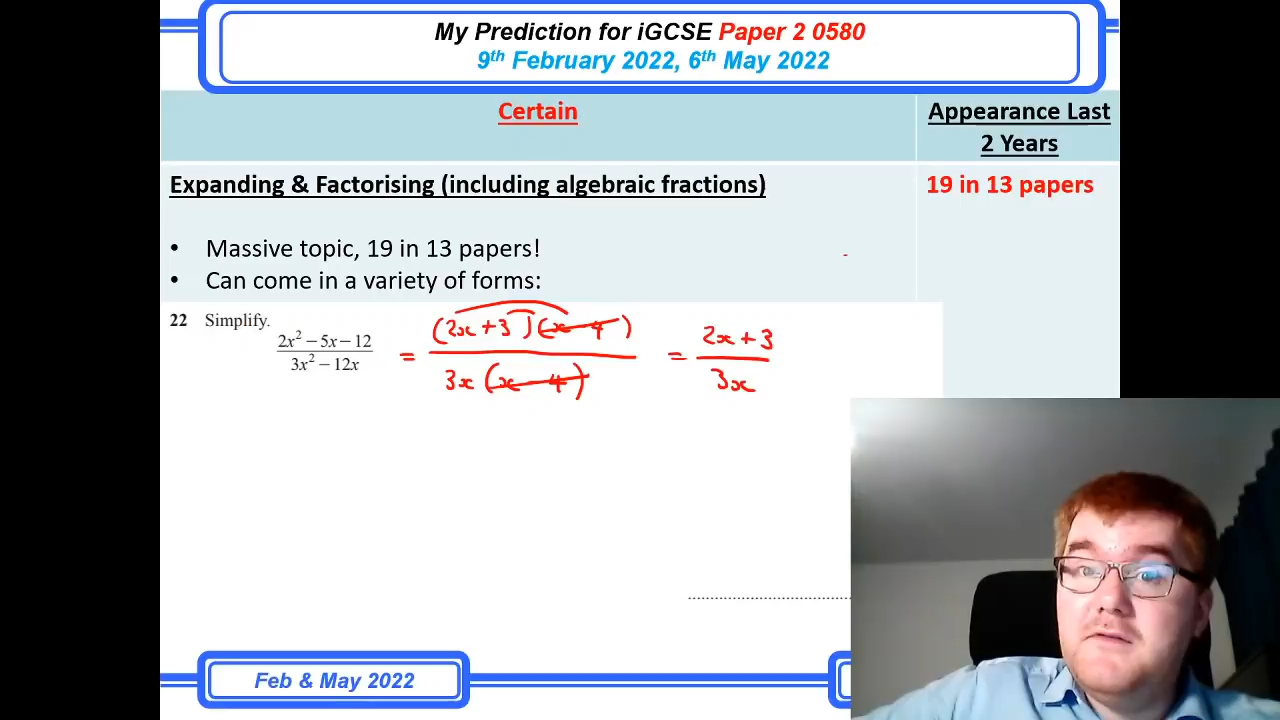 My Prediction for iGCSE Paper 2 0580
9th February 2022, 6th May 2022
Certain
Appearance Last
2 Years
Expanding & Factorising (including algebraic fractions)
19 in 13 papers
• Massive topic, 19 in 13 papers!
• Can come in a variety of forms:
22 Simplify.
2x² – 5x – 12 / 3x² – 12x = (2x + 3)(x - 4) / 3x(x - 4) = 2x + 3 / 3x
Feb & May 2022